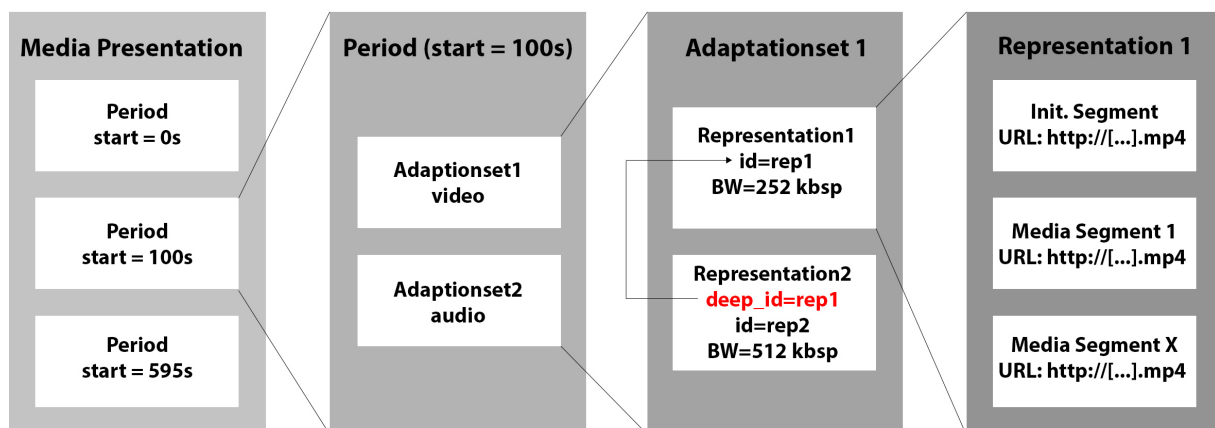 Media Presentation
Period
start = 0s
Period
start = 100s
Period
start = 595s
Period (start = 100s)
Adaptionset1
video
Adaptionset2
audio
Adaptationset 1
Representation1
id=rep1
BW=252 kbsp
Representation2
deep_id=rep1
id=rep2
BW=512 kbsp
Representation 1
Init. Segment
URL: http://[...].mp4
Media Segment 1
URL: http://[...].mp4
Media Segment X
URL: http://[...].mp4